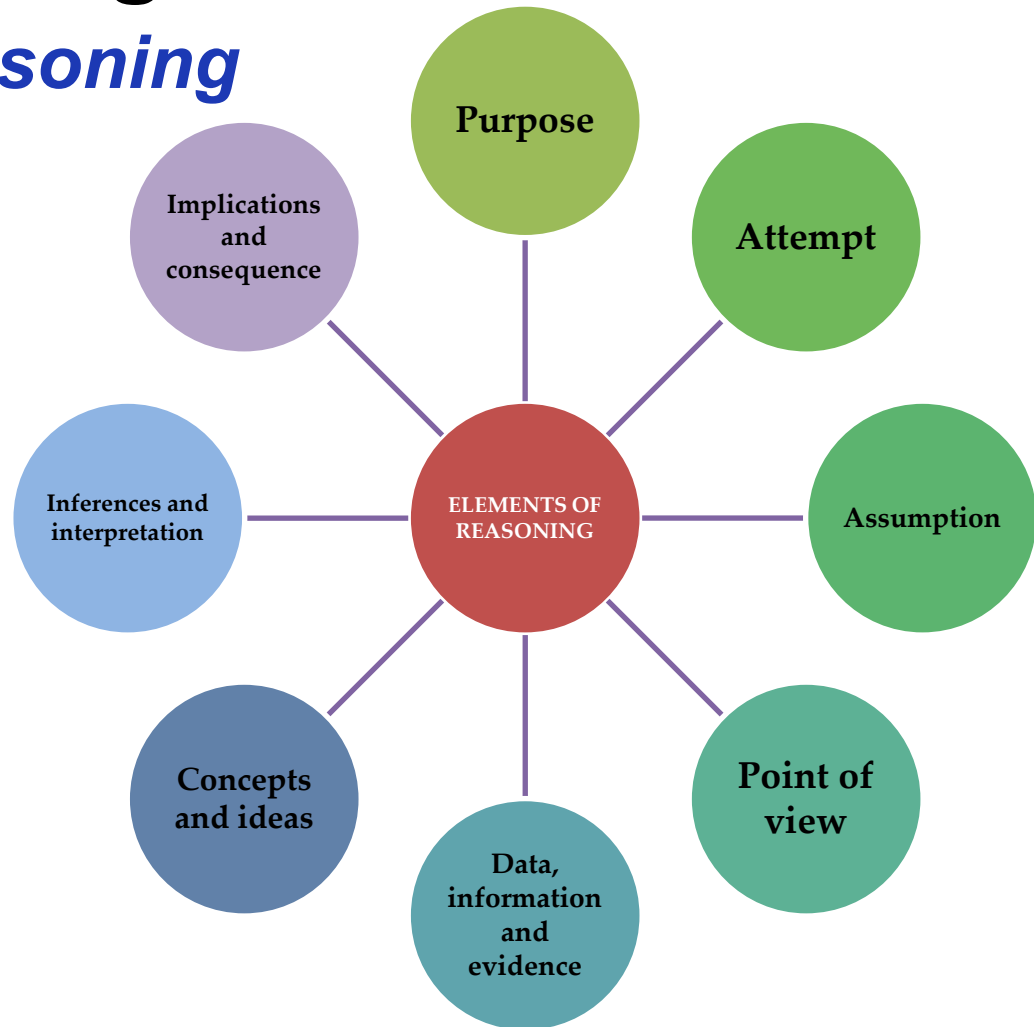 soning
Purpose
Attempt
Assumption
Point of
view
Data,
information
and
evidence
Concepts
and ideas
Inferences and
interpretation
Implications
and
consequence
ELEMENTS OF
REASONING